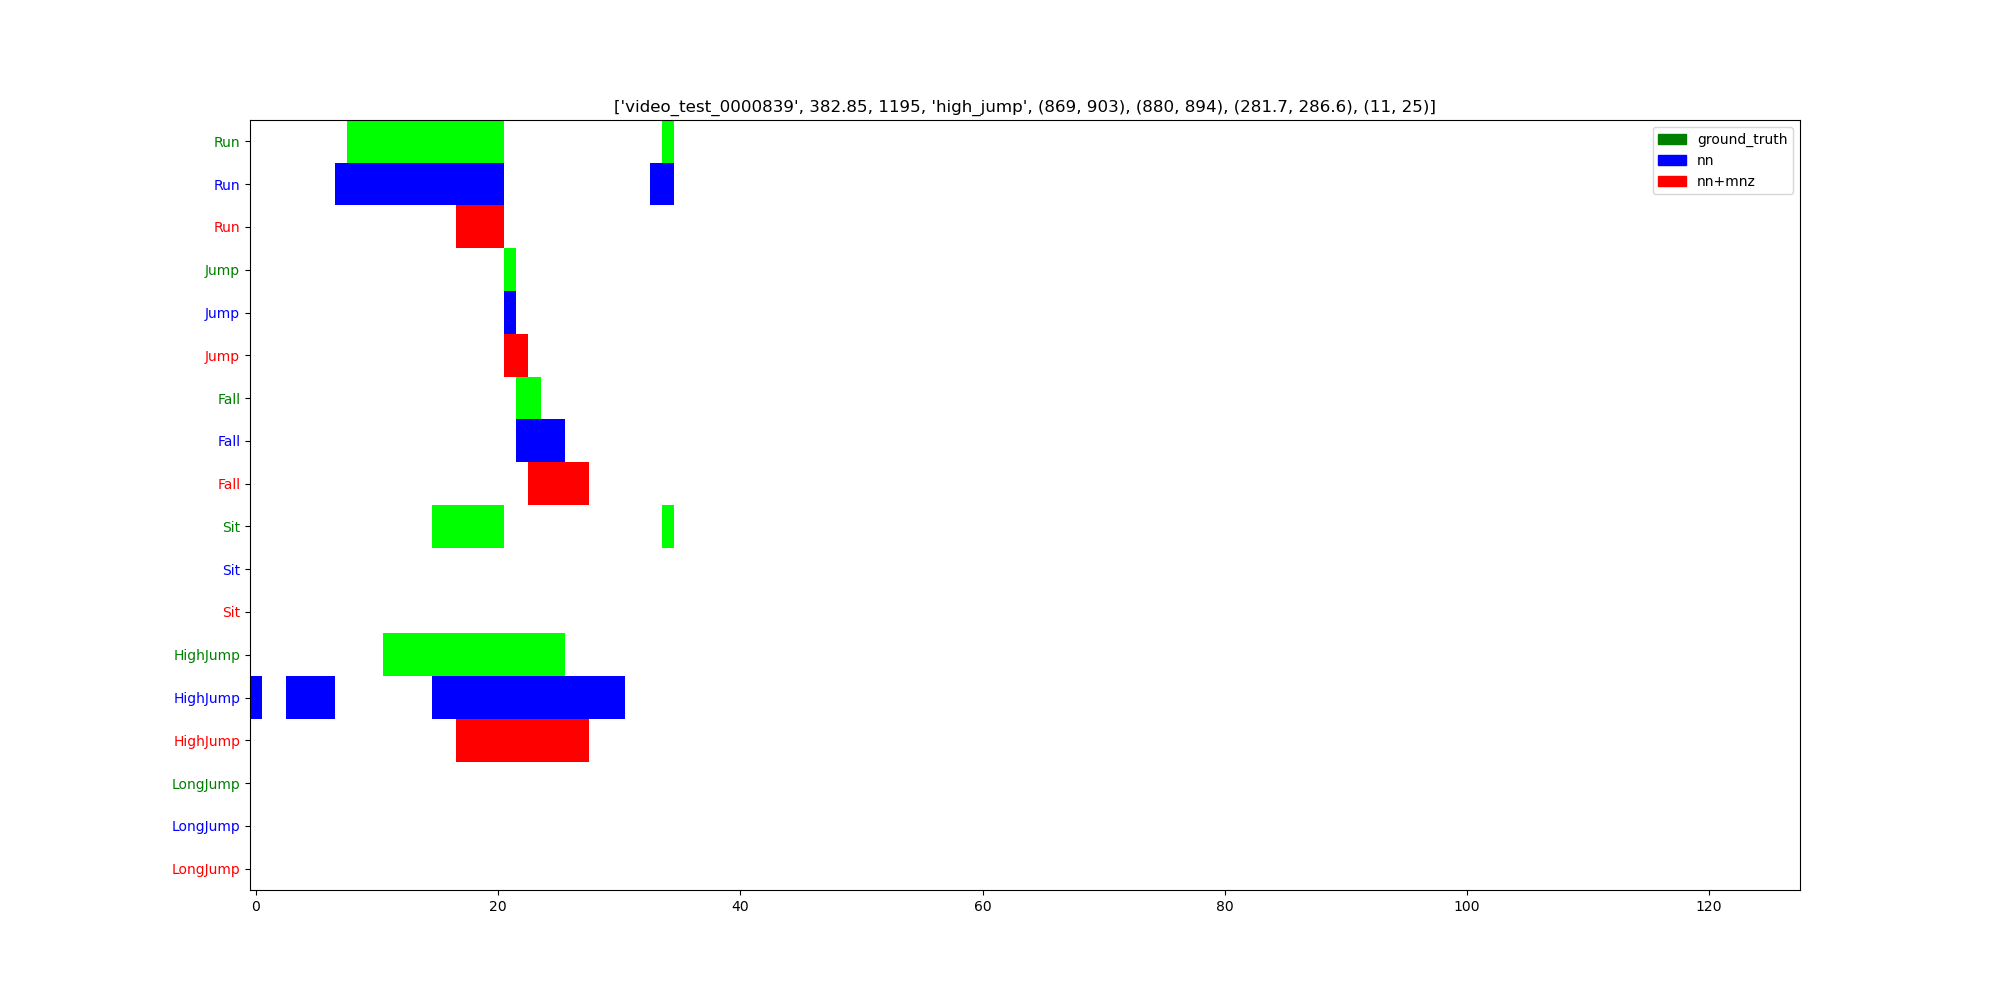 ['video_test_0000839', 382.85, 1195, 'high_jump', (869, 903), (880, 894), (281.7, 286.6), (11, 25)]
ground_truth
nn
nn+mnz
Run
Run
Run
Jump
Jump
Jump
Fall
Fall
Fall
Sit
Sit
Sit
HighJump
HighJump
HighJump
LongJump
LongJump
LongJump
0 20 40 60 80 100 120